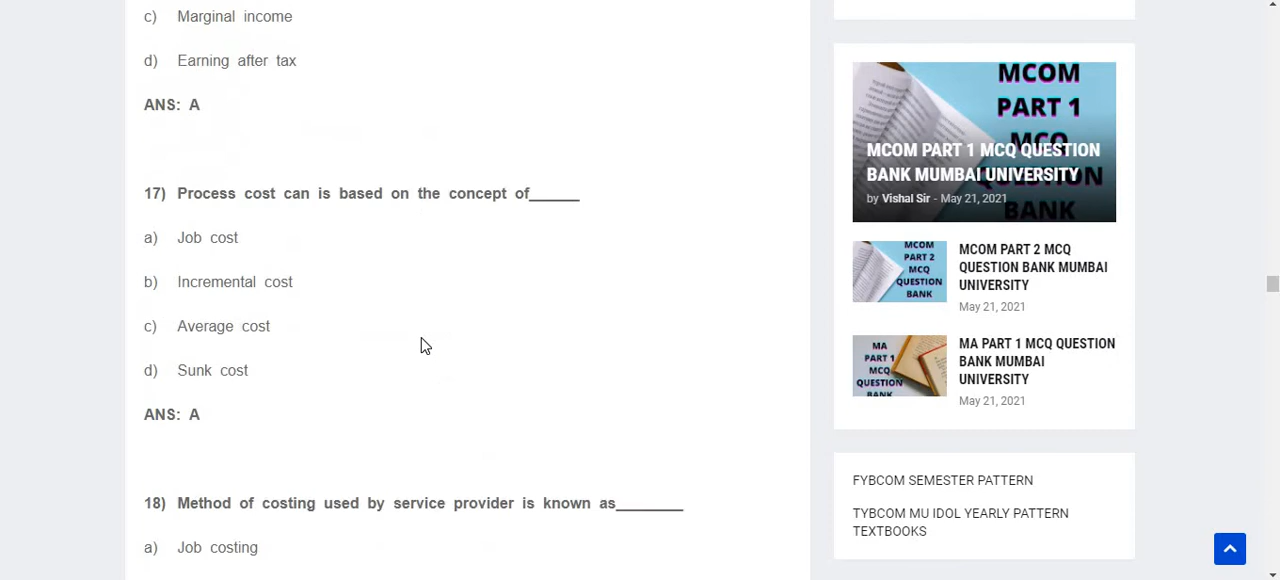 c) Marginal income
d) Earning after tax
ANS: A
17) Process cost can is based on the concept of______
a) Job cost
b) Incremental cost
c) Average cost
d) Sunk cost
ANS: A
18) Method of costing used by service provider is known as________
a) Job costing
MCOM
PART 1
MCQ
QUESTION
BANK
MCOM PART 1 MCQ QUESTION
BANK MUMBAI UNIVERSITY
by Vishal Sir - May 21, 2021
MCOM
PART 2
MCQ
QUESTION
BANK
MCOM PART 2 MCQ
QUESTION BANK MUMBAI
UNIVERSITY
May 21, 2021
MA
PART 1
MCQ
QUESTION
BANK
MA PART 1 MCQ QUESTION
BANK MUMBAI
UNIVERSITY
May 21, 2021
FYBCOM SEMESTER PATTERN
TYBCOM MU IDOL YEARLY PATTERN
TEXTBOOKS